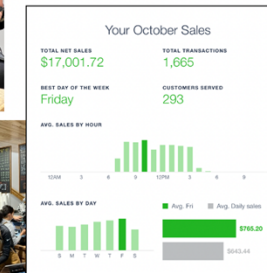 Your October Sales
TOTAL NET SALES TOTAL TRANSACTIONS
$17,001.72 1,665
BEST DAY OF THE WEEK CUSTOMERS SERVED
Friday 293
AVG. SALES BY HOUR
12AM 3 6 9 12PM 3 6 9
AVG. SALES BY DAY Avg. Fri Avg. Daily sales
$765.20
$643.44
S M T W T F S